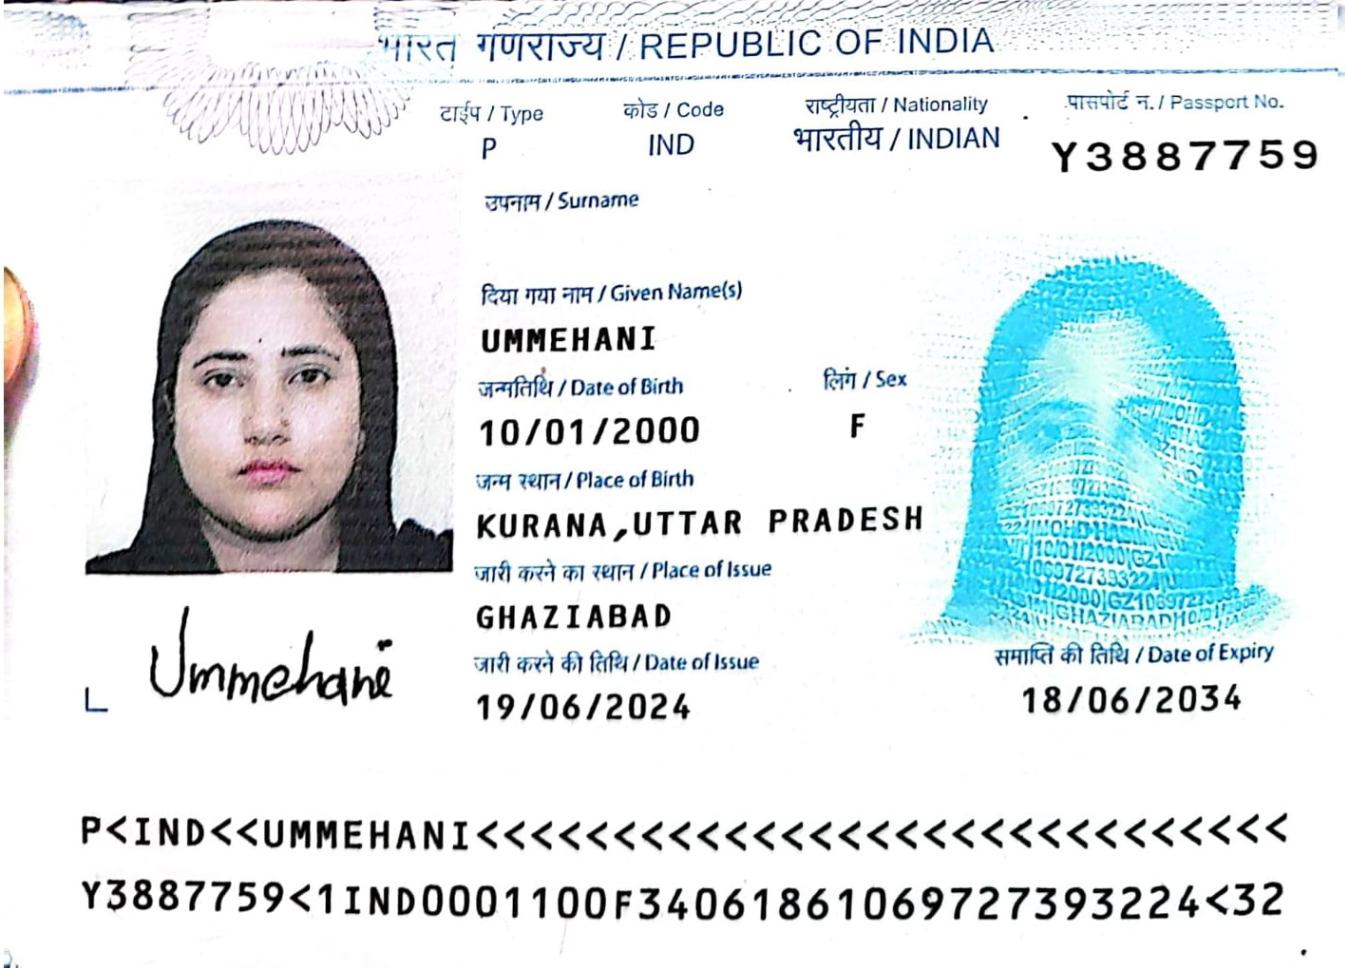 भारत गणराज्य / REPUBLIC OF INDIA
टाईप / Type कोड / Code राष्ट्रीयता / Nationality पासपोर्ट न. / Passport No.
P IND भारतीय / INDIAN Y3887759
उपनाम / Surname
दिया गया नाम / Given Name(s)
UMMEHANI
जन्मतिथि / Date of Birth लिंग / Sex
10/01/2000 F
जन्म स्थान / Place of Birth
KURANA,UTTAR PRADESH
जारी करने का स्थान / Place of Issue
GHAZIABAD
Ummehani
जारी करने की तिथि / Date of Issue समाप्ति की तिथि / Date of Expiry
19/06/2024 18/06/2034
P<IND<<UMMEHANI<<<<<<<<<<<<<<<<<<<<<<<<<<<<<
Y3887759<1IND0001100F34061861069727393224<32